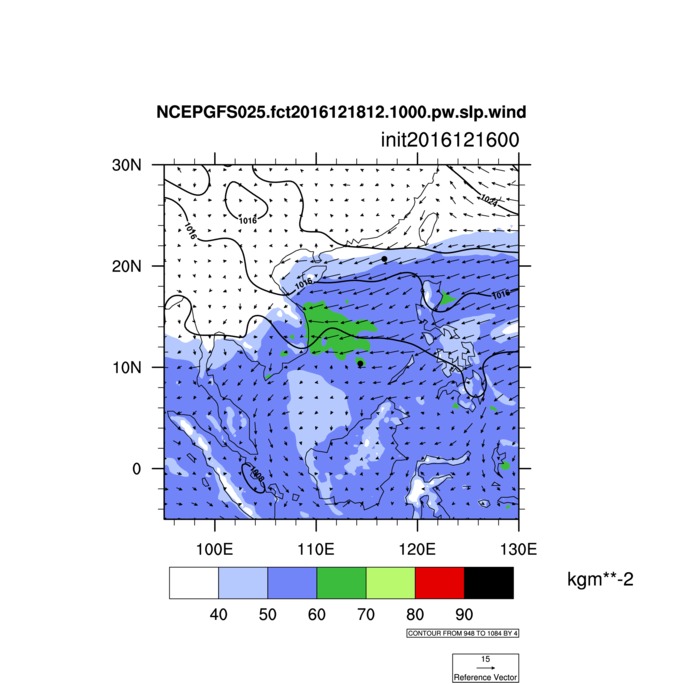 NCEPGFS025.fct2016121812.1000.pw.slp.wind
init2016121600
30N
20N
10N
0
100E
110E
120E
130E
1016
1016
1024
1016
1016
1008
40
50
60
70
80
90
kgm**-2
CONTOUR FROM 948 TO 1084 BY 4
15
Reference Vector